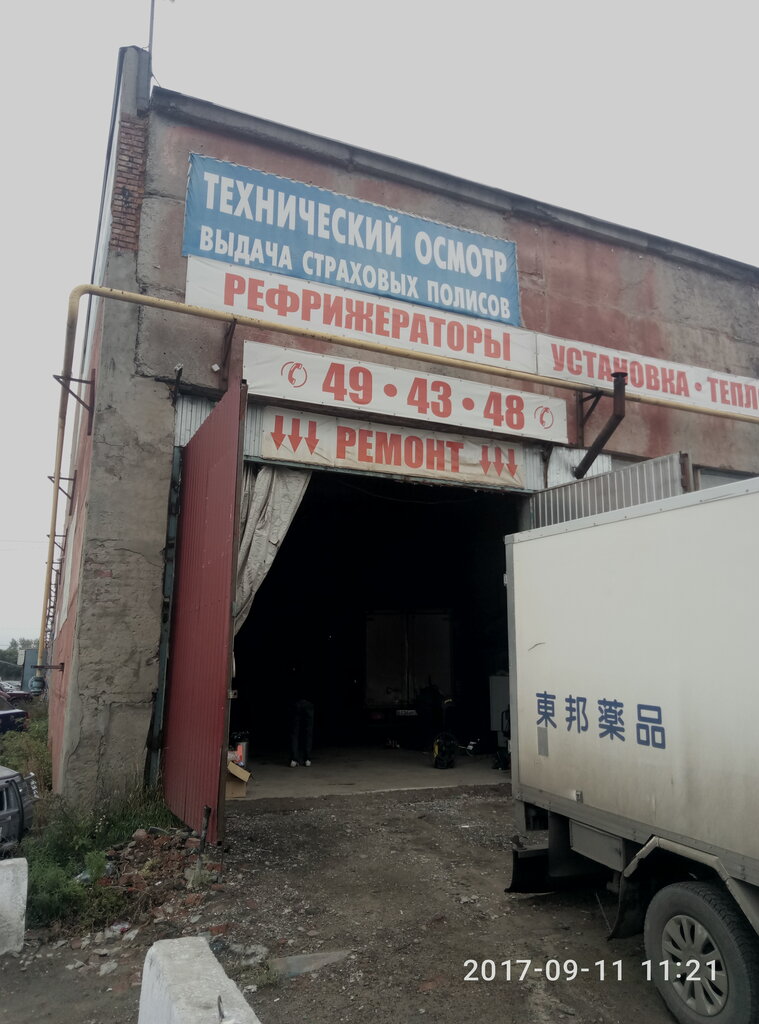 ТЕХНИЧЕСКИЙ ОСМОТР
ВЫДАЧА СТРАХОВЫХ ПОЛИСОВ
РЕФРИЖЕРАТОРЫ
УСТАНОВКА • ТЕПЛ
49 • 43 • 48
РЕМОНТ
東邦薬品
2017-09-11 11:21